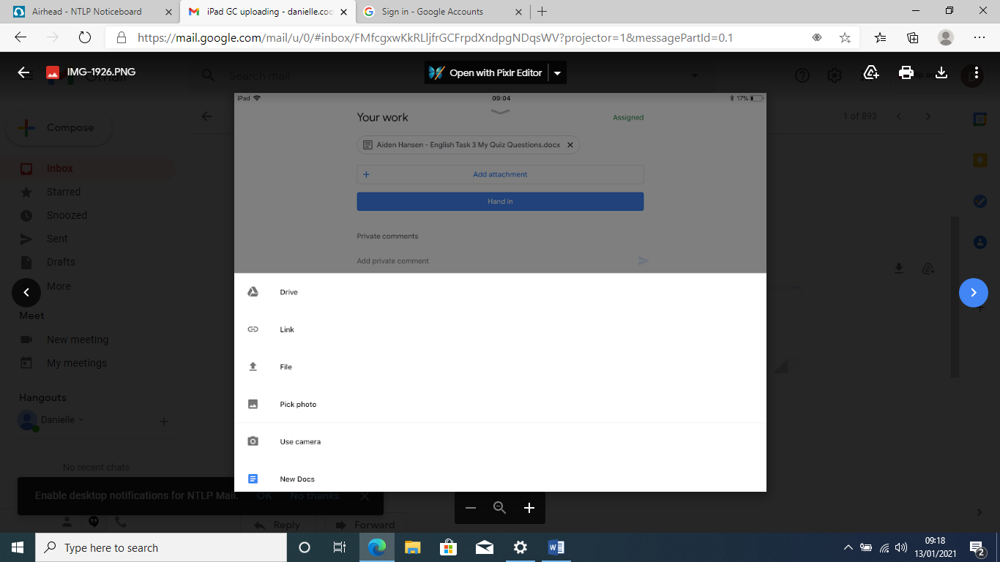 Airhead - NTLP Noticeboard
iPad GC uploading - danielle.coo
Sign in - Google Accounts
https://mail.google.com/mail/u/0/#inbox/FMfcgxwKkRLljfrGCFrpdXndpgNDqsWV?projector=1&messagePartId=0.1
IMG-1926.PNG
Search mail
Open with Pixlr Editor
iPad 09:04 17%
Compose
1 of 893
Your work
Assigned
Aiden Hansen - English Task 3 My Quiz Questions.docx
Inbox
Add attachment
Starred
Hand in
Snoozed
Sent
Private comments
Drafts
Add private comment
More
Drive
Meet
Link
New meeting
My meetings
File
Hangouts
Pick photo
Danielle
Use camera
No recent chats
New Docs
Enable desktop notifications for NTLP Mail. OK No thanks
Reply
Forward
Type here to search
09:18
13/01/2021
2